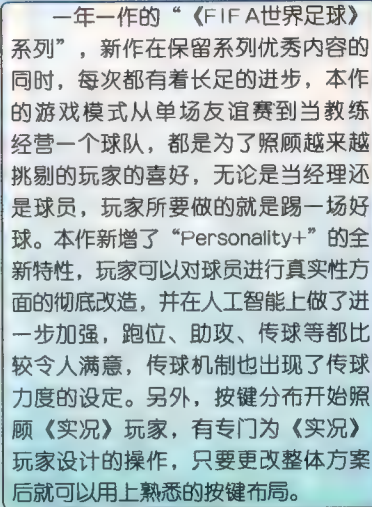 一年一作的“《FIFA世界足球》
系列”，新作在保留系列优秀内容的
同时，每次都有着长足的进步，本作
的游戏模式从单场友谊赛到当教练
经营一个球队，都是为了照顾越来越
挑剔的玩家的喜好，无论是当经理还
是球员，玩家所要做的就是踢一场好
球。本作新增了“Personality+”的全
新特性，玩家可以对球员进行真实性方
面的彻底改造，并在人工智能上做了进
一步加强，跑位、助攻、传球等都比
较令人满意，传球机制也出现了传球
力度的设定。另外，按键分布开始照
顾《实况》玩家，有专门为《实况》
玩家设计的操作，只要更改整体方案
后就可以用上熟悉的按键布局。